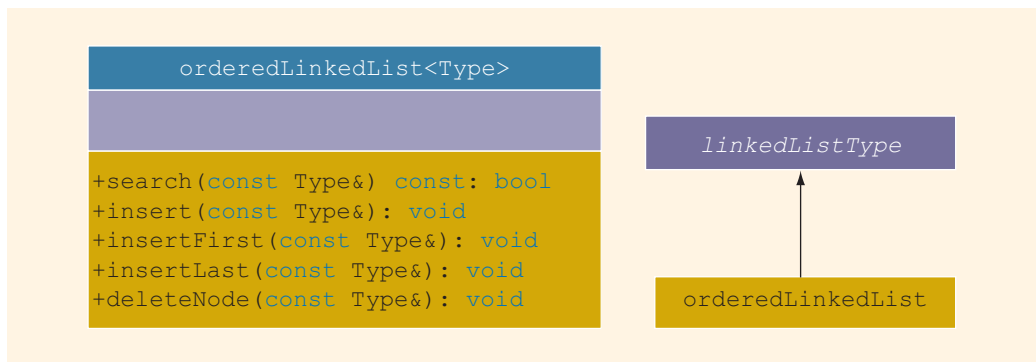 orderedLinkedList<Type>
+search(const Type&) const: bool
+insert(const Type&): void
+insertFirst(const Type&): void
+insertLast(const Type&): void
+deleteNode(const Type&): void
linkedListType
orderedLinkedList